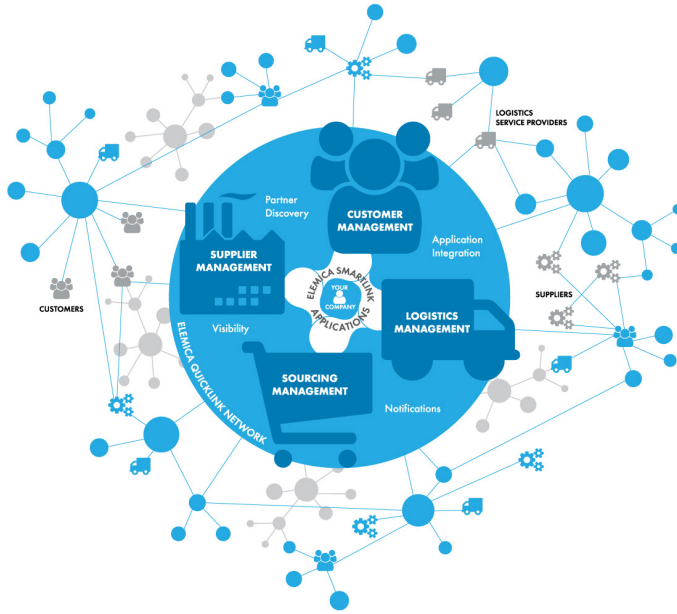 LOGISTICS
SERVICE PROVIDERS
Partner
Discovery
CUSTOMER
MANAGEMENT
Application
Integration
SUPPLIER
MANAGEMENT
ELEMICA SMARTLINK
APPLICATIONS
YOUR
COMPANY
LOGISTICS
MANAGEMENT
SUPPLIERS
CUSTOMERS
Visibility
ELEMICA QUICKLINK NETWORK
SOURCING
MANAGEMENT
Notifications